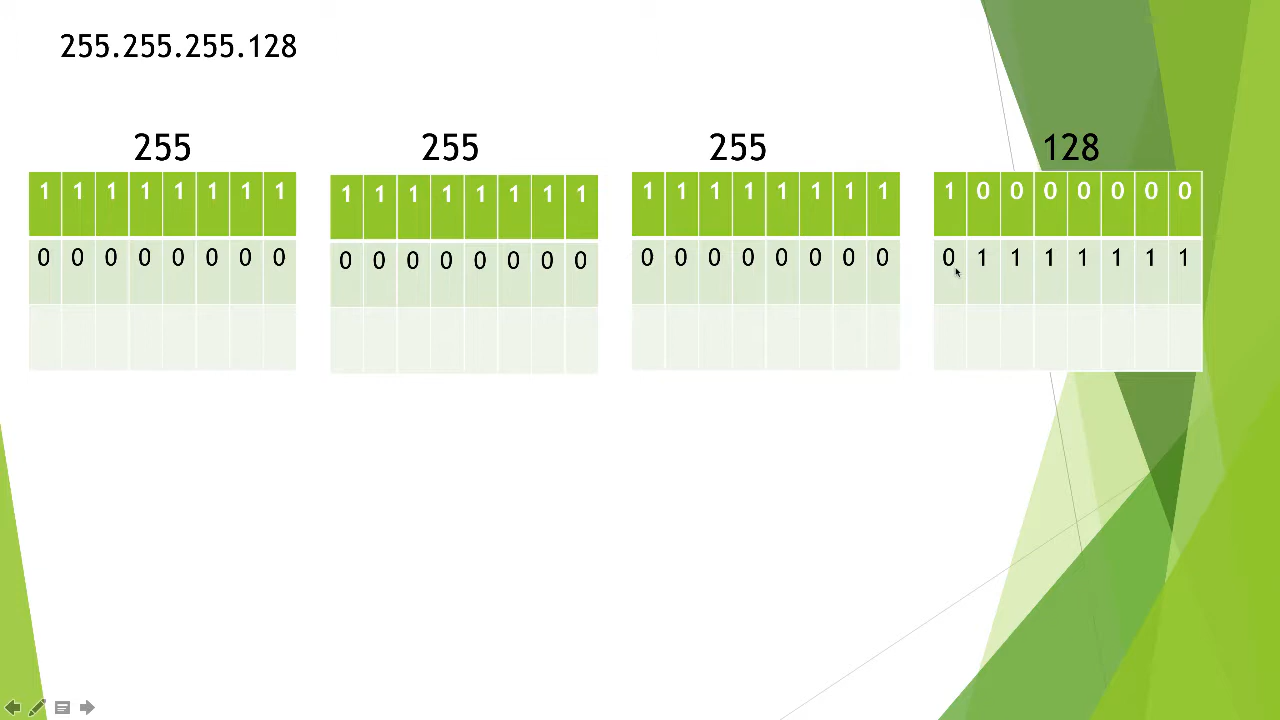 255.255.255.128
255 255 255 128
1 1 1 1 1 1 1 1 1 1 1 1 1 1 1 1 1 1 1 1 1 1 1 1 1 0 0 0 0 0 0 0
0 0 0 0 0 0 0 0 0 0 0 0 0 0 0 0 0 0 0 0 0 0 0 0 0 1 1 1 1 1 1 1